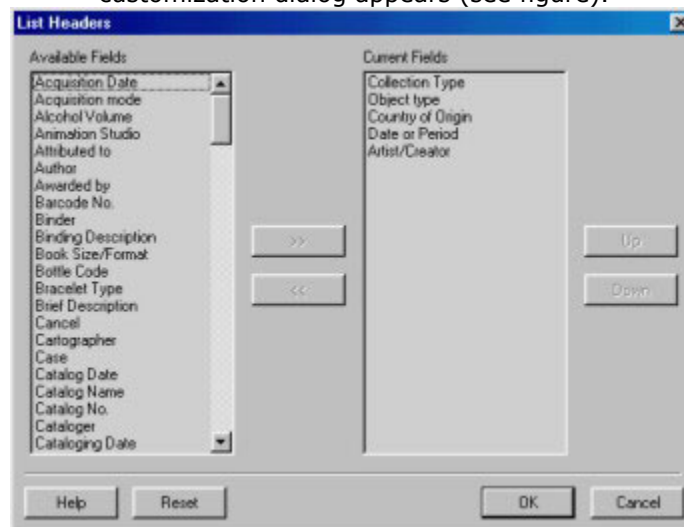 customization dialog appears (see figure).
List Headers
Available Fields
Acquisition Date
Acquisition mode
Alcohol Volume
Animation Studio
Attributed to
Author
Awarded by
Barcode No.
Binder
Binding Description
Book Size/Format
Bottle Code
Bracelet Type
Brief Description
Cancel
Cartographer
Case
Catalog Date
Catalog Name
Catalog No.
Cataloger
Cataloging Date
>>
<<
Current Fields
Collection Type
Object type
Country of Origin
Date or Period
Artist/Creator
Up
Down
Help
Reset
OK
Cancel